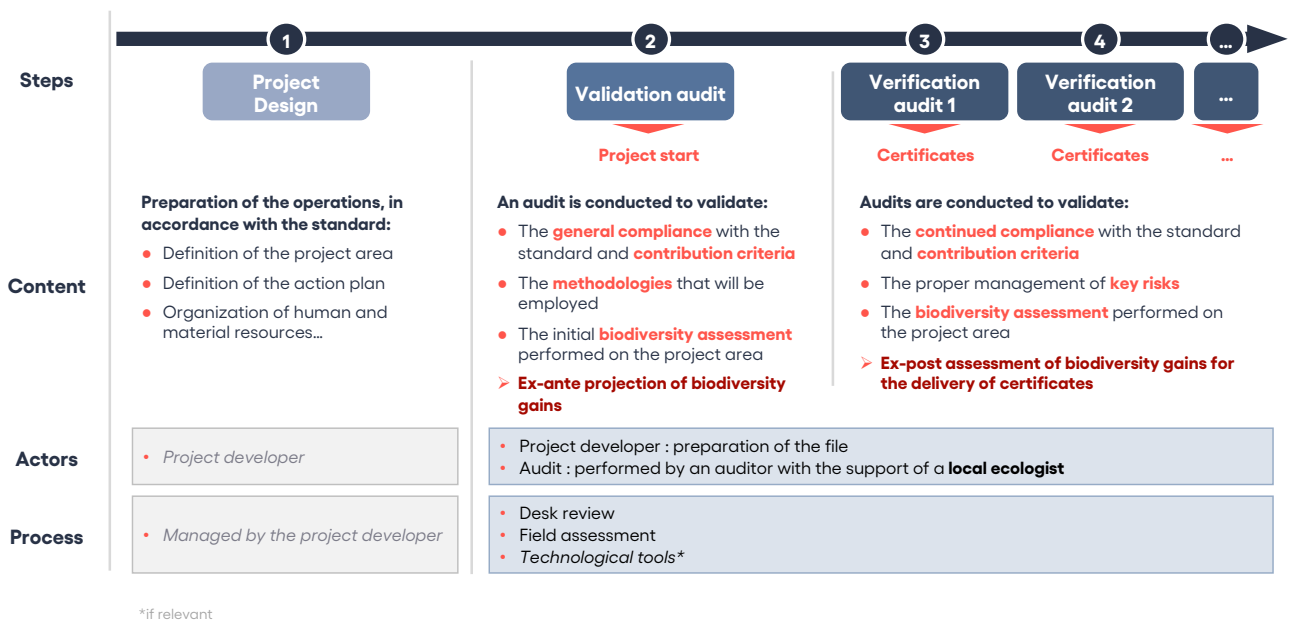 1
2
3
4
...
Steps
Project
Design
Validation audit
Verification
audit 1
Verification
audit 2
...
Project start
Certificates
Certificates
...
Content
Preparation of the operations, in
accordance with the standard:
• Definition of the project area
• Definition of the action plan
• Organization of human and
material resources...
An audit is conducted to validate:
• The general compliance with the
standard and contribution criteria
• The methodologies that will be
employed
• The initial biodiversity assessment
performed on the project area
➢ Ex-ante projection of biodiversity
gains
Audits are conducted to validate:
• The continued compliance with the standard
and contribution criteria
• The proper management of key risks
• The biodiversity assessment performed on
the project area
➢ Ex-post assessment of biodiversity gains for
the delivery of certificates
Actors
• Project developer
• Project developer : preparation of the file
• Audit : performed by an auditor with the support of a local ecologist
Process
• Managed by the project developer
• Desk review
• Field assessment
• Technological tools*
*if relevant